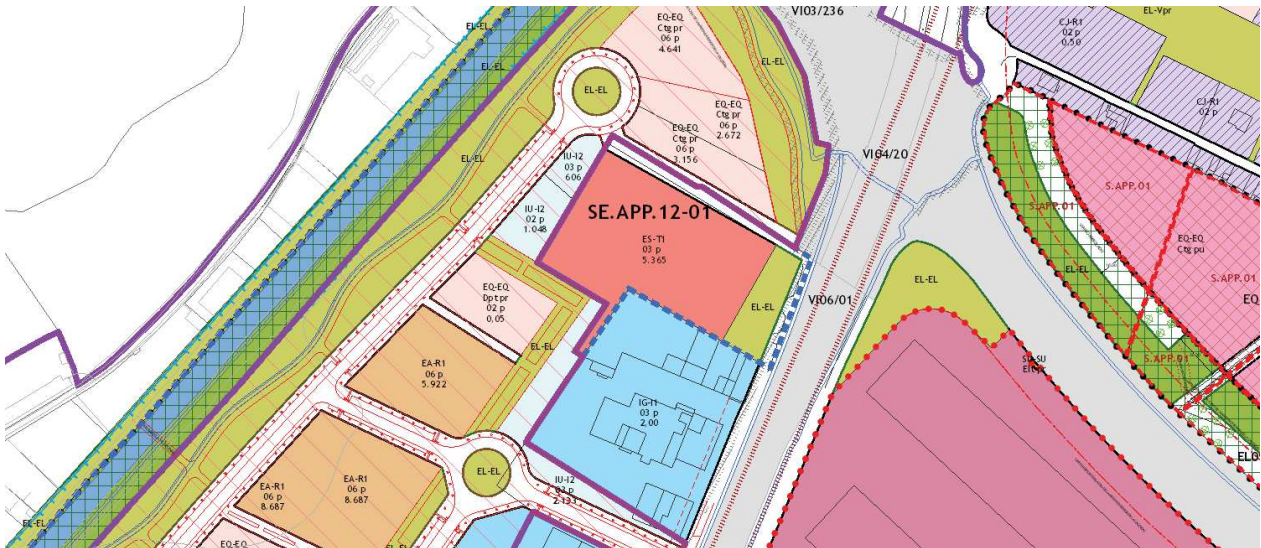 EL-EL
EL-EL
EQ-EQ
Ctg pr
06 p
4.641
EL-EL
VI03/236
EL-Vpr
CJ-R1
02 p
0,50
CJ-R1
02 p
EL-EL
EQ-EQ
Ctg pr
06 p
2.672
EQ-EQ
Ctg pr
06 p
3.156
VI04/20
EL-EL
IU-I2
03 p
606
S.APP.01
S.APP.01
IU-I2
02 p
1.048
SE.APP.12-01
ES-T1
03 p
5.365
EQ-EQ
Ctg pu
S.APP.01
EL-EL
EQ-EQ
Dpt pr
02 p
0,05
EL-EL
VI06/01
EL-EL
EQ
EL-EL
S.APP.01
EA-R1
06 p
5.922
IG-I1
03 p
2,00
EL-EL
EA-R1
06 p
8.687
EA-R1
06 p
8.687
IU-I2
03 p
2.133
EL0
EL-EL
EQ-EQ